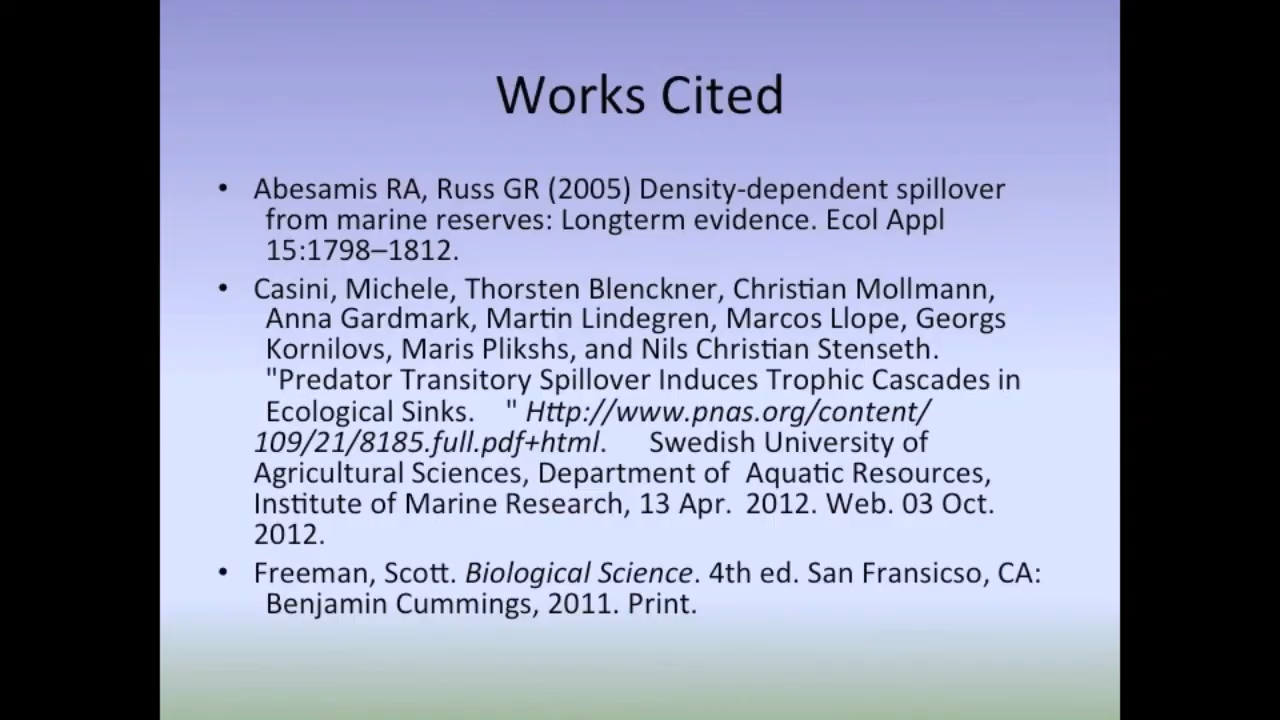 Works Cited
• Abesamis RA, Russ GR (2005) Density-dependent spillover
from marine reserves: Longterm evidence. Ecol Appl
15:1798–1812.
• Casini, Michele, Thorsten Blenckner, Christian Mollmann,
Anna Gardmark, Martin Lindegren, Marcos Llope, Georgs
Kornilovs, Maris Plikshs, and Nils Christian Stenseth.
"Predator Transitory Spillover Induces Trophic Cascades in
Ecological Sinks. " Http://www.pnas.org/content/
109/21/8185.full.pdf+html. Swedish University of
Agricultural Sciences, Department of Aquatic Resources,
Institute of Marine Research, 13 Apr. 2012. Web. 03 Oct.
2012.
• Freeman, Scott. Biological Science. 4th ed. San Fransicso, CA:
Benjamin Cummings, 2011. Print.